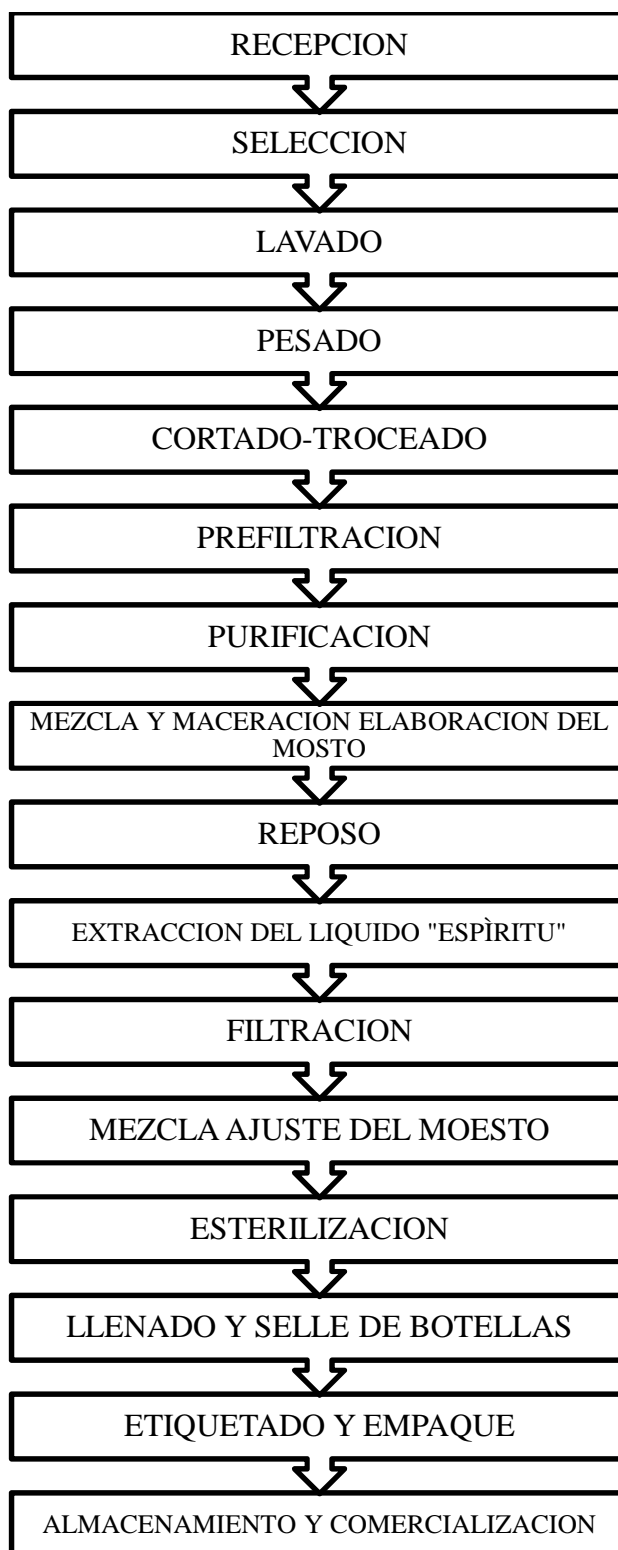 RECEPCION
SELECCION
LAVADO
PESADO
CORTADO-TROCEADO
PREFILTRACION
PURIFICACION
MEZCLA Y MACERACION ELABORACION DEL
MOSTO
REPOSO
EXTRACCION DEL LIQUIDO "ESPÌRITU"
FILTRACION
MEZCLA AJUSTE DEL MOESTO
ESTERILIZACION
LLENADO Y SELLE DE BOTELLAS
ETIQUETADO Y EMPAQUE
ALMACENAMIENTO Y COMERCIALIZACION